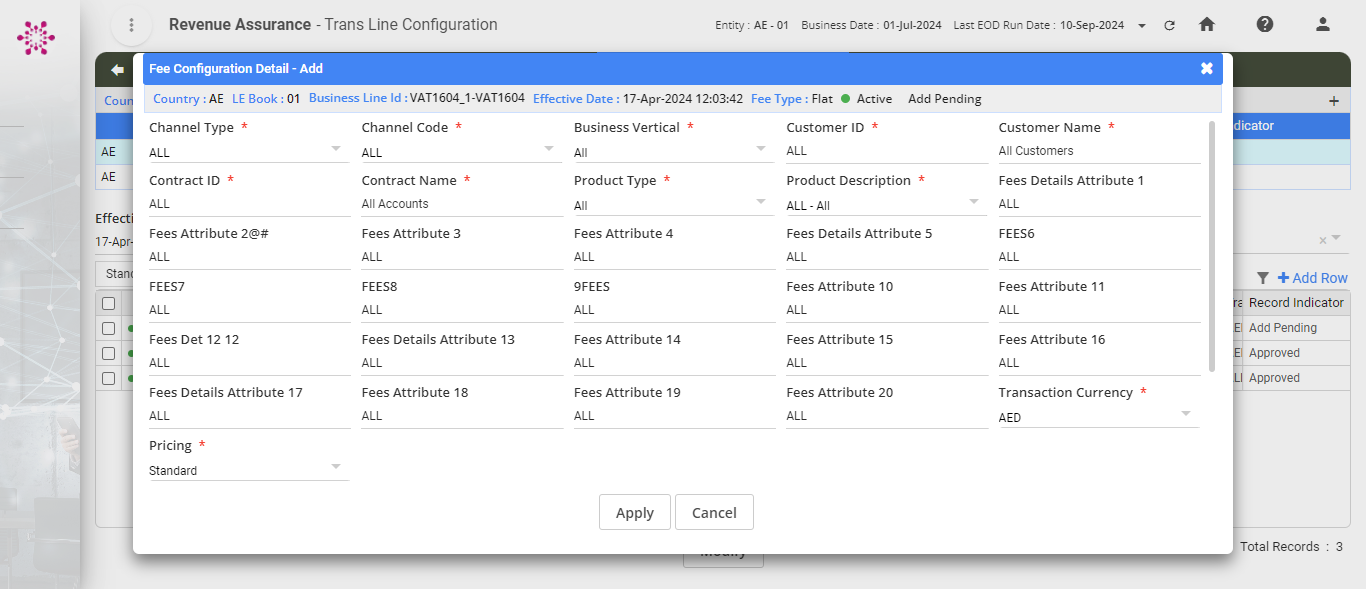 Revenue Assurance - Trans Line Configuration
Entity : AE - 01 Business Date : 01-Jul-2024 Last EOD Run Date : 10-Sep-2024
Fee Configuration Detail - Add
Country : AE LE Book : 01 Business Line Id : VAT1604_1-VAT1604 Effective Date : 17-Apr-2024 12:03:42 Fee Type : Flat Active Add Pending
Channel Type * Channel Code * Business Vertical * Customer ID * Customer Name *
ALL ALL All ALL All Customers
Contract ID * Contract Name * Product Type * Product Description * Fees Details Attribute 1
ALL All Accounts All ALL - All ALL
Fees Attribute 2@# Fees Attribute 3 Fees Attribute 4 Fees Details Attribute 5 FEES6
ALL ALL ALL ALL ALL
FEES7 FEES8 9FEES Fees Attribute 10 Fees Attribute 11
ALL ALL ALL ALL ALL
Fees Det 12 12 Fees Details Attribute 13 Fees Attribute 14 Fees Attribute 15 Fees Attribute 16
ALL ALL ALL ALL ALL
Fees Details Attribute 17 Fees Attribute 18 Fees Attribute 19 Fees Attribute 20 Transaction Currency *
ALL ALL ALL ALL AED
Pricing *
Standard
Apply Cancel
AE
AE
17-Apr-
+ Add Row
Record Indicator
Add Pending
Approved
Approved
Modify
Total Records : 3